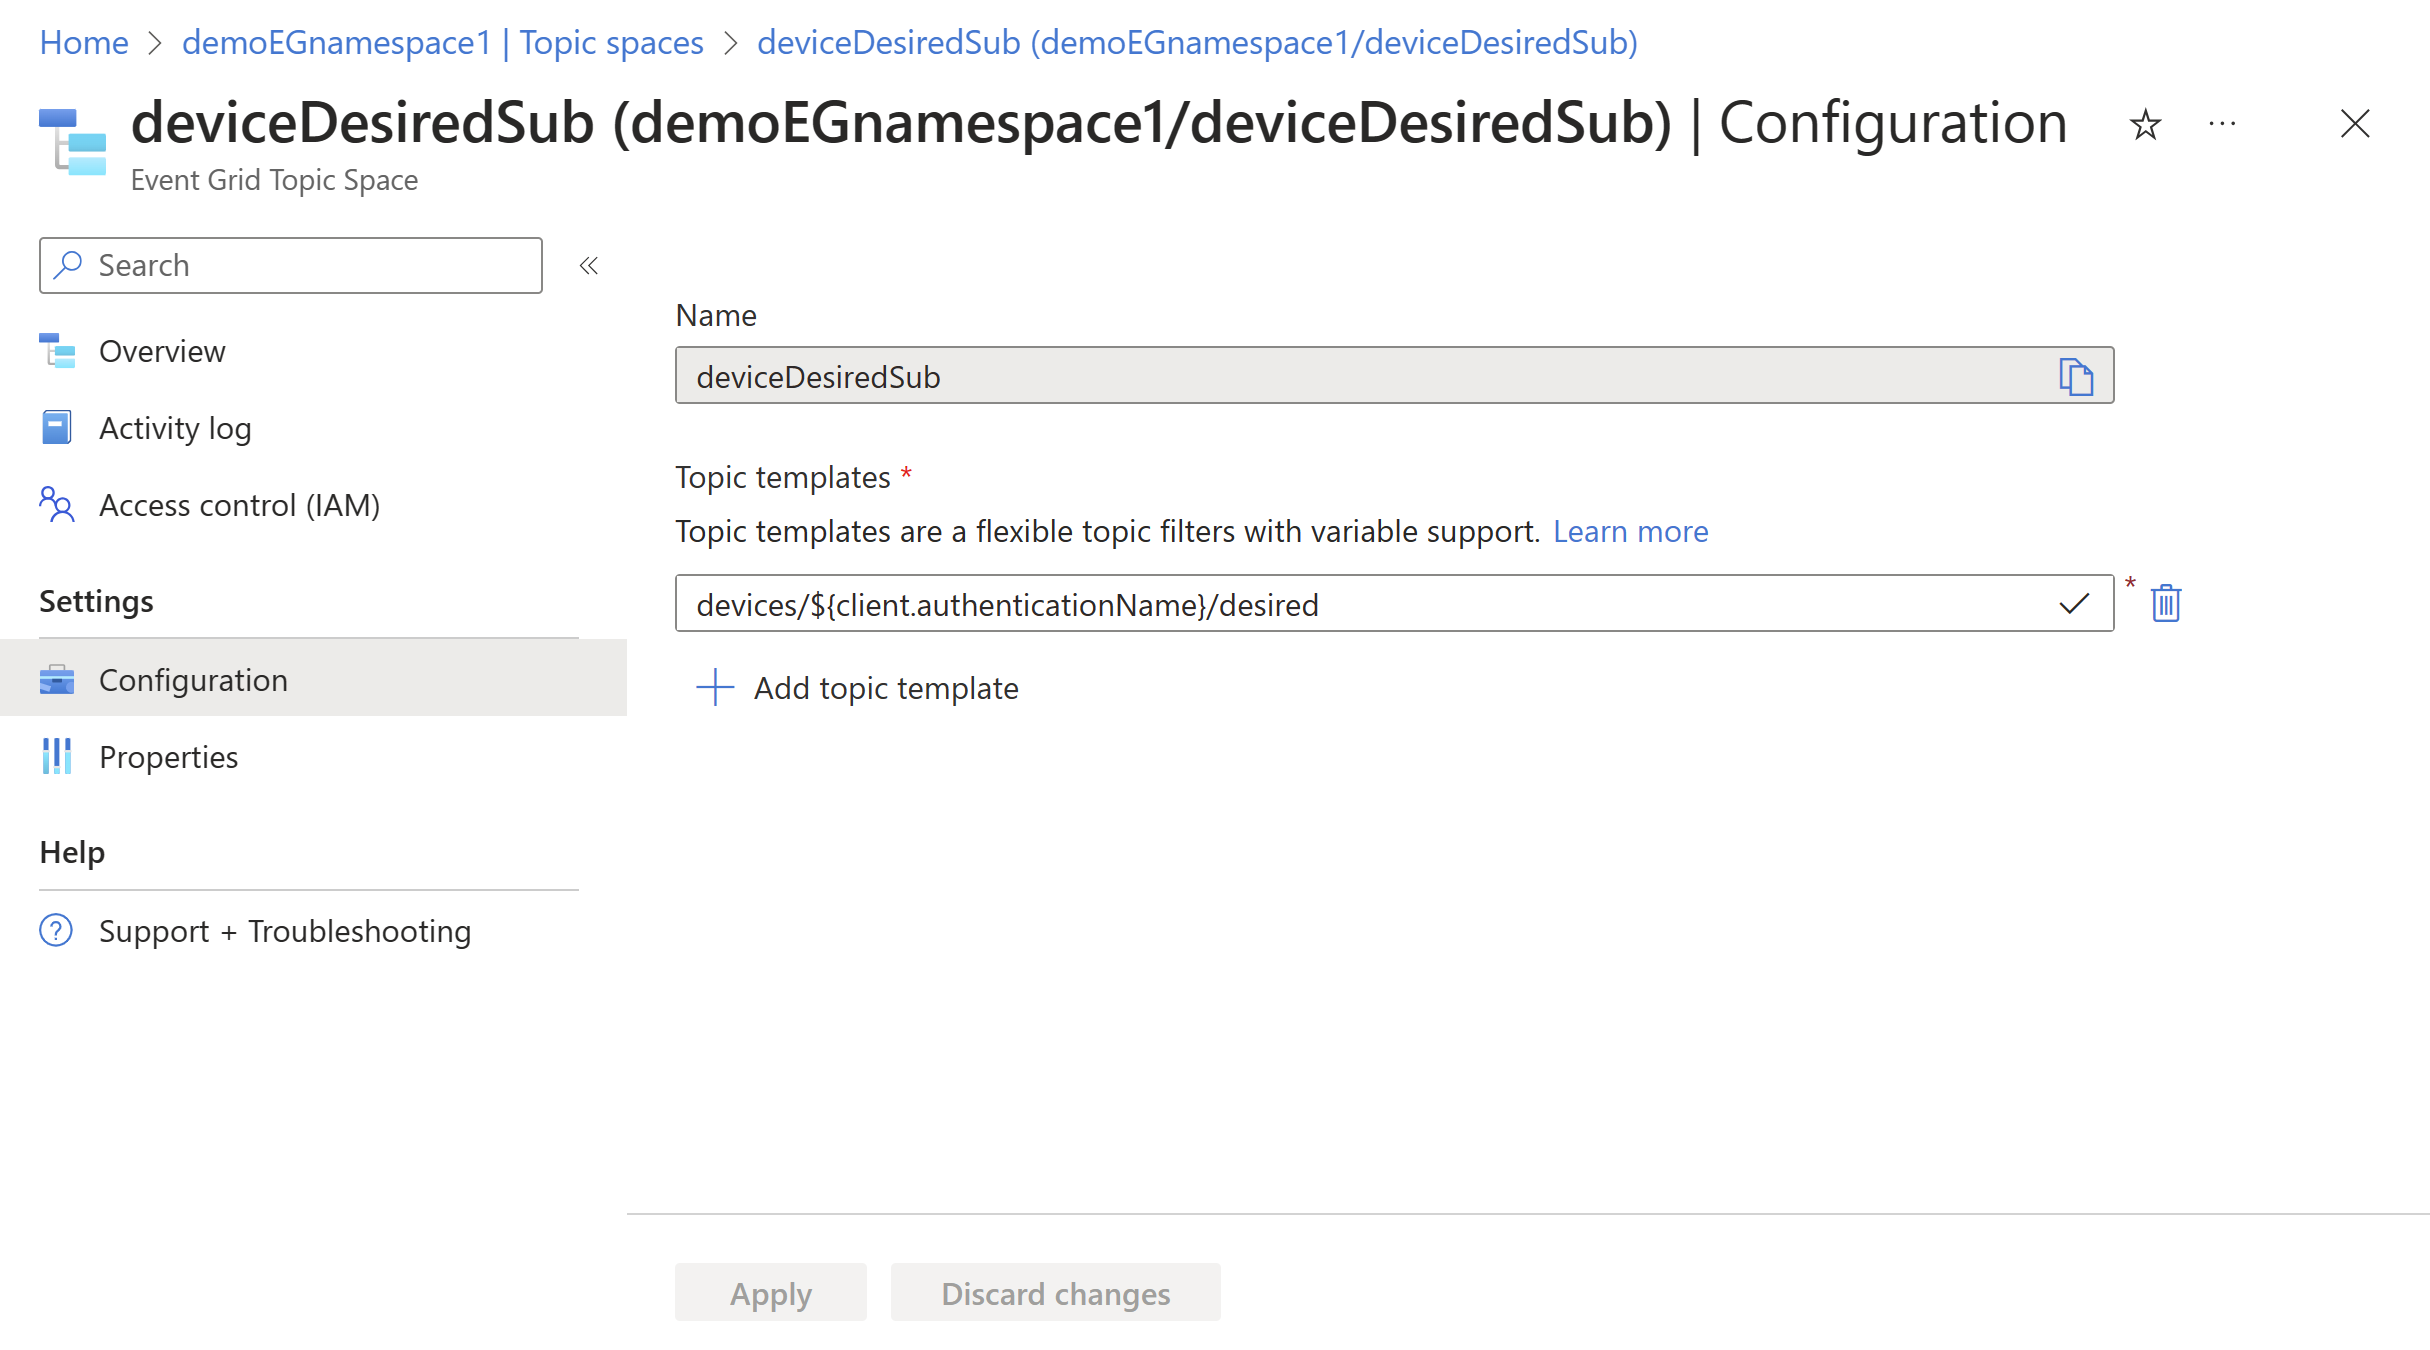 Home > demoEGnamespace1 | Topic spaces > deviceDesiredSub (demoEGnamespace1/deviceDesiredSub)
deviceDesiredSub (demoEGnamespace1/deviceDesiredSub) | Configuration
Event Grid Topic Space
Search
Overview
Activity log
Access control (IAM)
Settings
Configuration
Properties
Help
Support + Troubleshooting
Name
deviceDesiredSub
Topic templates *
Topic templates are a flexible topic filters with variable support. Learn more
devices/${client.authenticationName}/desired *
Add topic template
Apply Discard changes